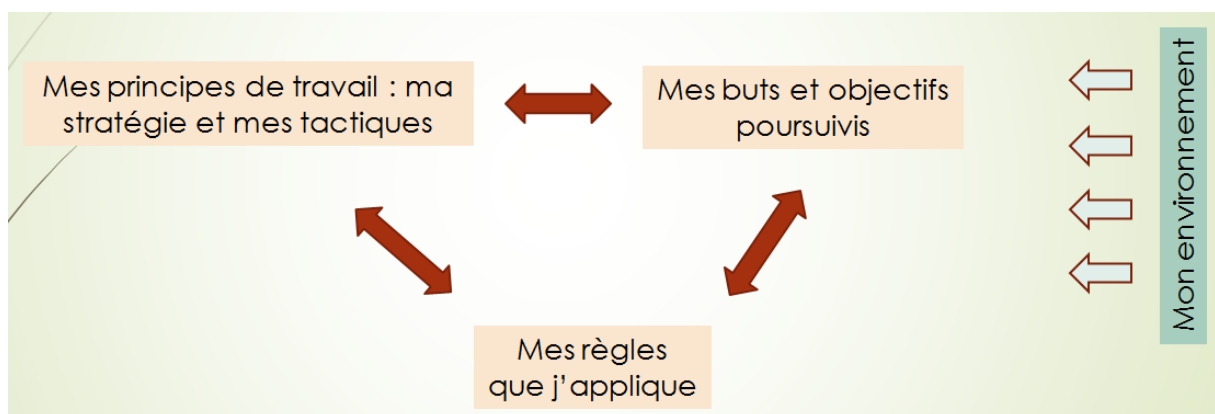 Mes principes de travail : ma
stratégie et mes tactiques
Mes buts et objectifs
poursuivis
Mes règles
que j’applique
Mon environnement